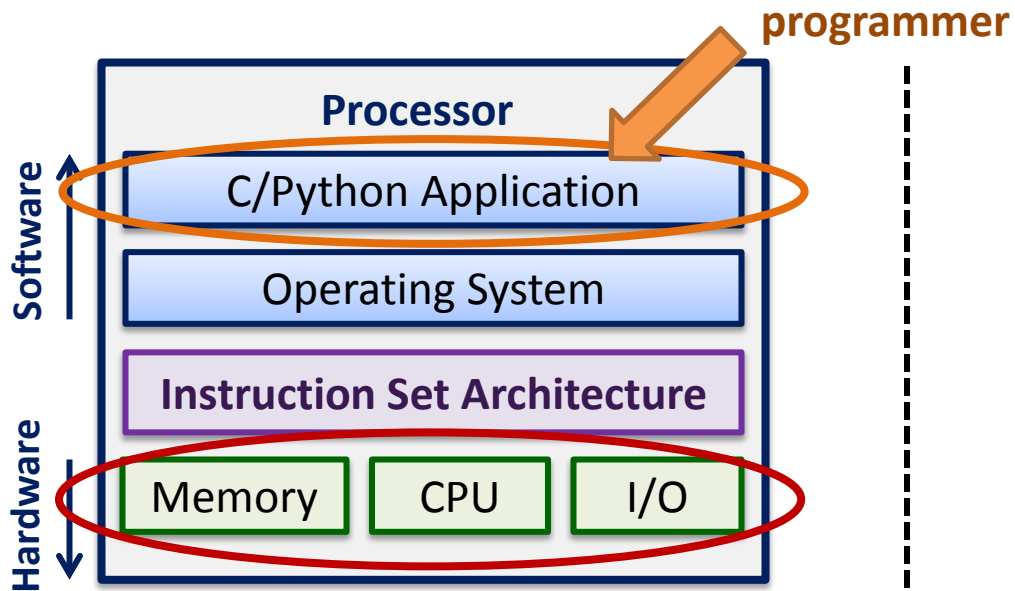 programmer
Processor
Software
C/Python Application
Operating System
Instruction Set Architecture
Hardware
Memory
CPU
I/O